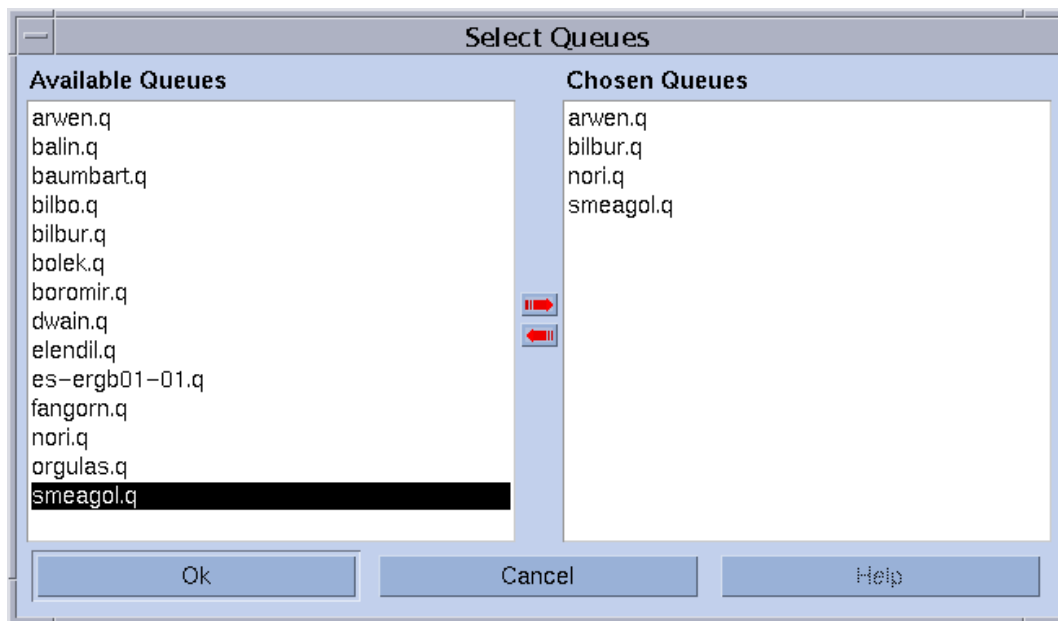 Select Queues
Available Queues
arwen.q
balin.q
baumbart.q
bilbo.q
bilbur.q
bolek.q
boromir.q
dwain.q
elendil.q
es-ergb01-01.q
fangorn.q
nori.q
orgulas.q
smeagol.q
Chosen Queues
arwen.q
bilbur.q
nori.q
smeagol.q
Ok
Cancel
Help